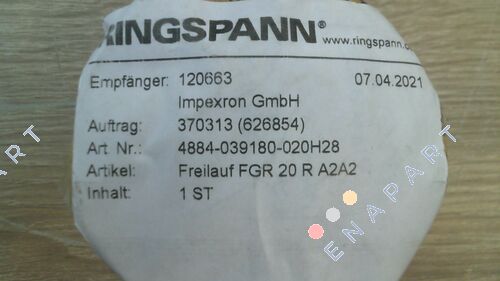 RINGSPANN®
www.ringspann.c
Empfänger: 120663 07.04.2021
Impexron GmbH
Auftrag: 370313 (626854)
Art Nr.: 4884-039180-020H28
Artikel: Freilauf FGR 20 R A2A2
Inhalt: 1 ST
ENAPART